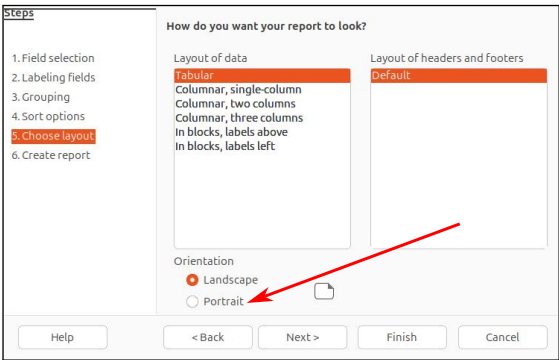 Steps
How do you want your report to look?
1. Field selection
2. Labeling fields
3. Grouping
4. Sort options
5. Choose layout
6. Create report
Layout of data
Tabular
Columnar, single-column
Columnar, two columns
Columnar, three columns
In blocks, labels above
In blocks, labels left
Layout of headers and footers
Default
Orientation
Landscape
Portrait
Help
< Back
Next >
Finish
Cancel